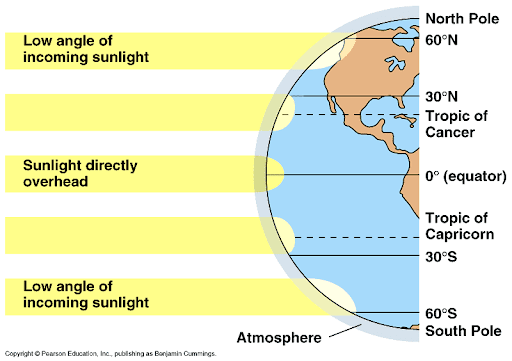 North Pole
Low angle of
incoming sunlight
60°N
30°N
Tropic of
Cancer
Sunlight directly
overhead
0° (equator)
Tropic of
Capricorn
30°S
Low angle of
incoming sunlight
60°S
South Pole
Atmosphere
Copyright © Pearson Education, Inc., publishing as Benjamin Cummings.